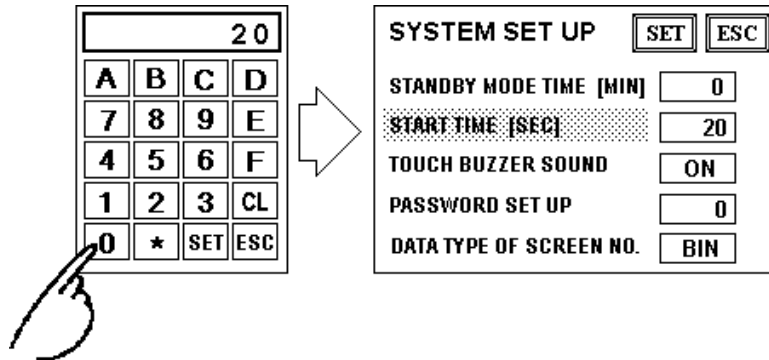 20
A B C D
7 8 9 E
4 5 6 F
1 2 3 CL
0 * SET ESC
SYSTEM SET UP SET ESC
STANDBY MODE TIME [MIN] 0
START TIME [SEC] 20
TOUCH BUZZER SOUND ON
PASSWORD SET UP 0
DATA TYPE OF SCREEN NO. BIN